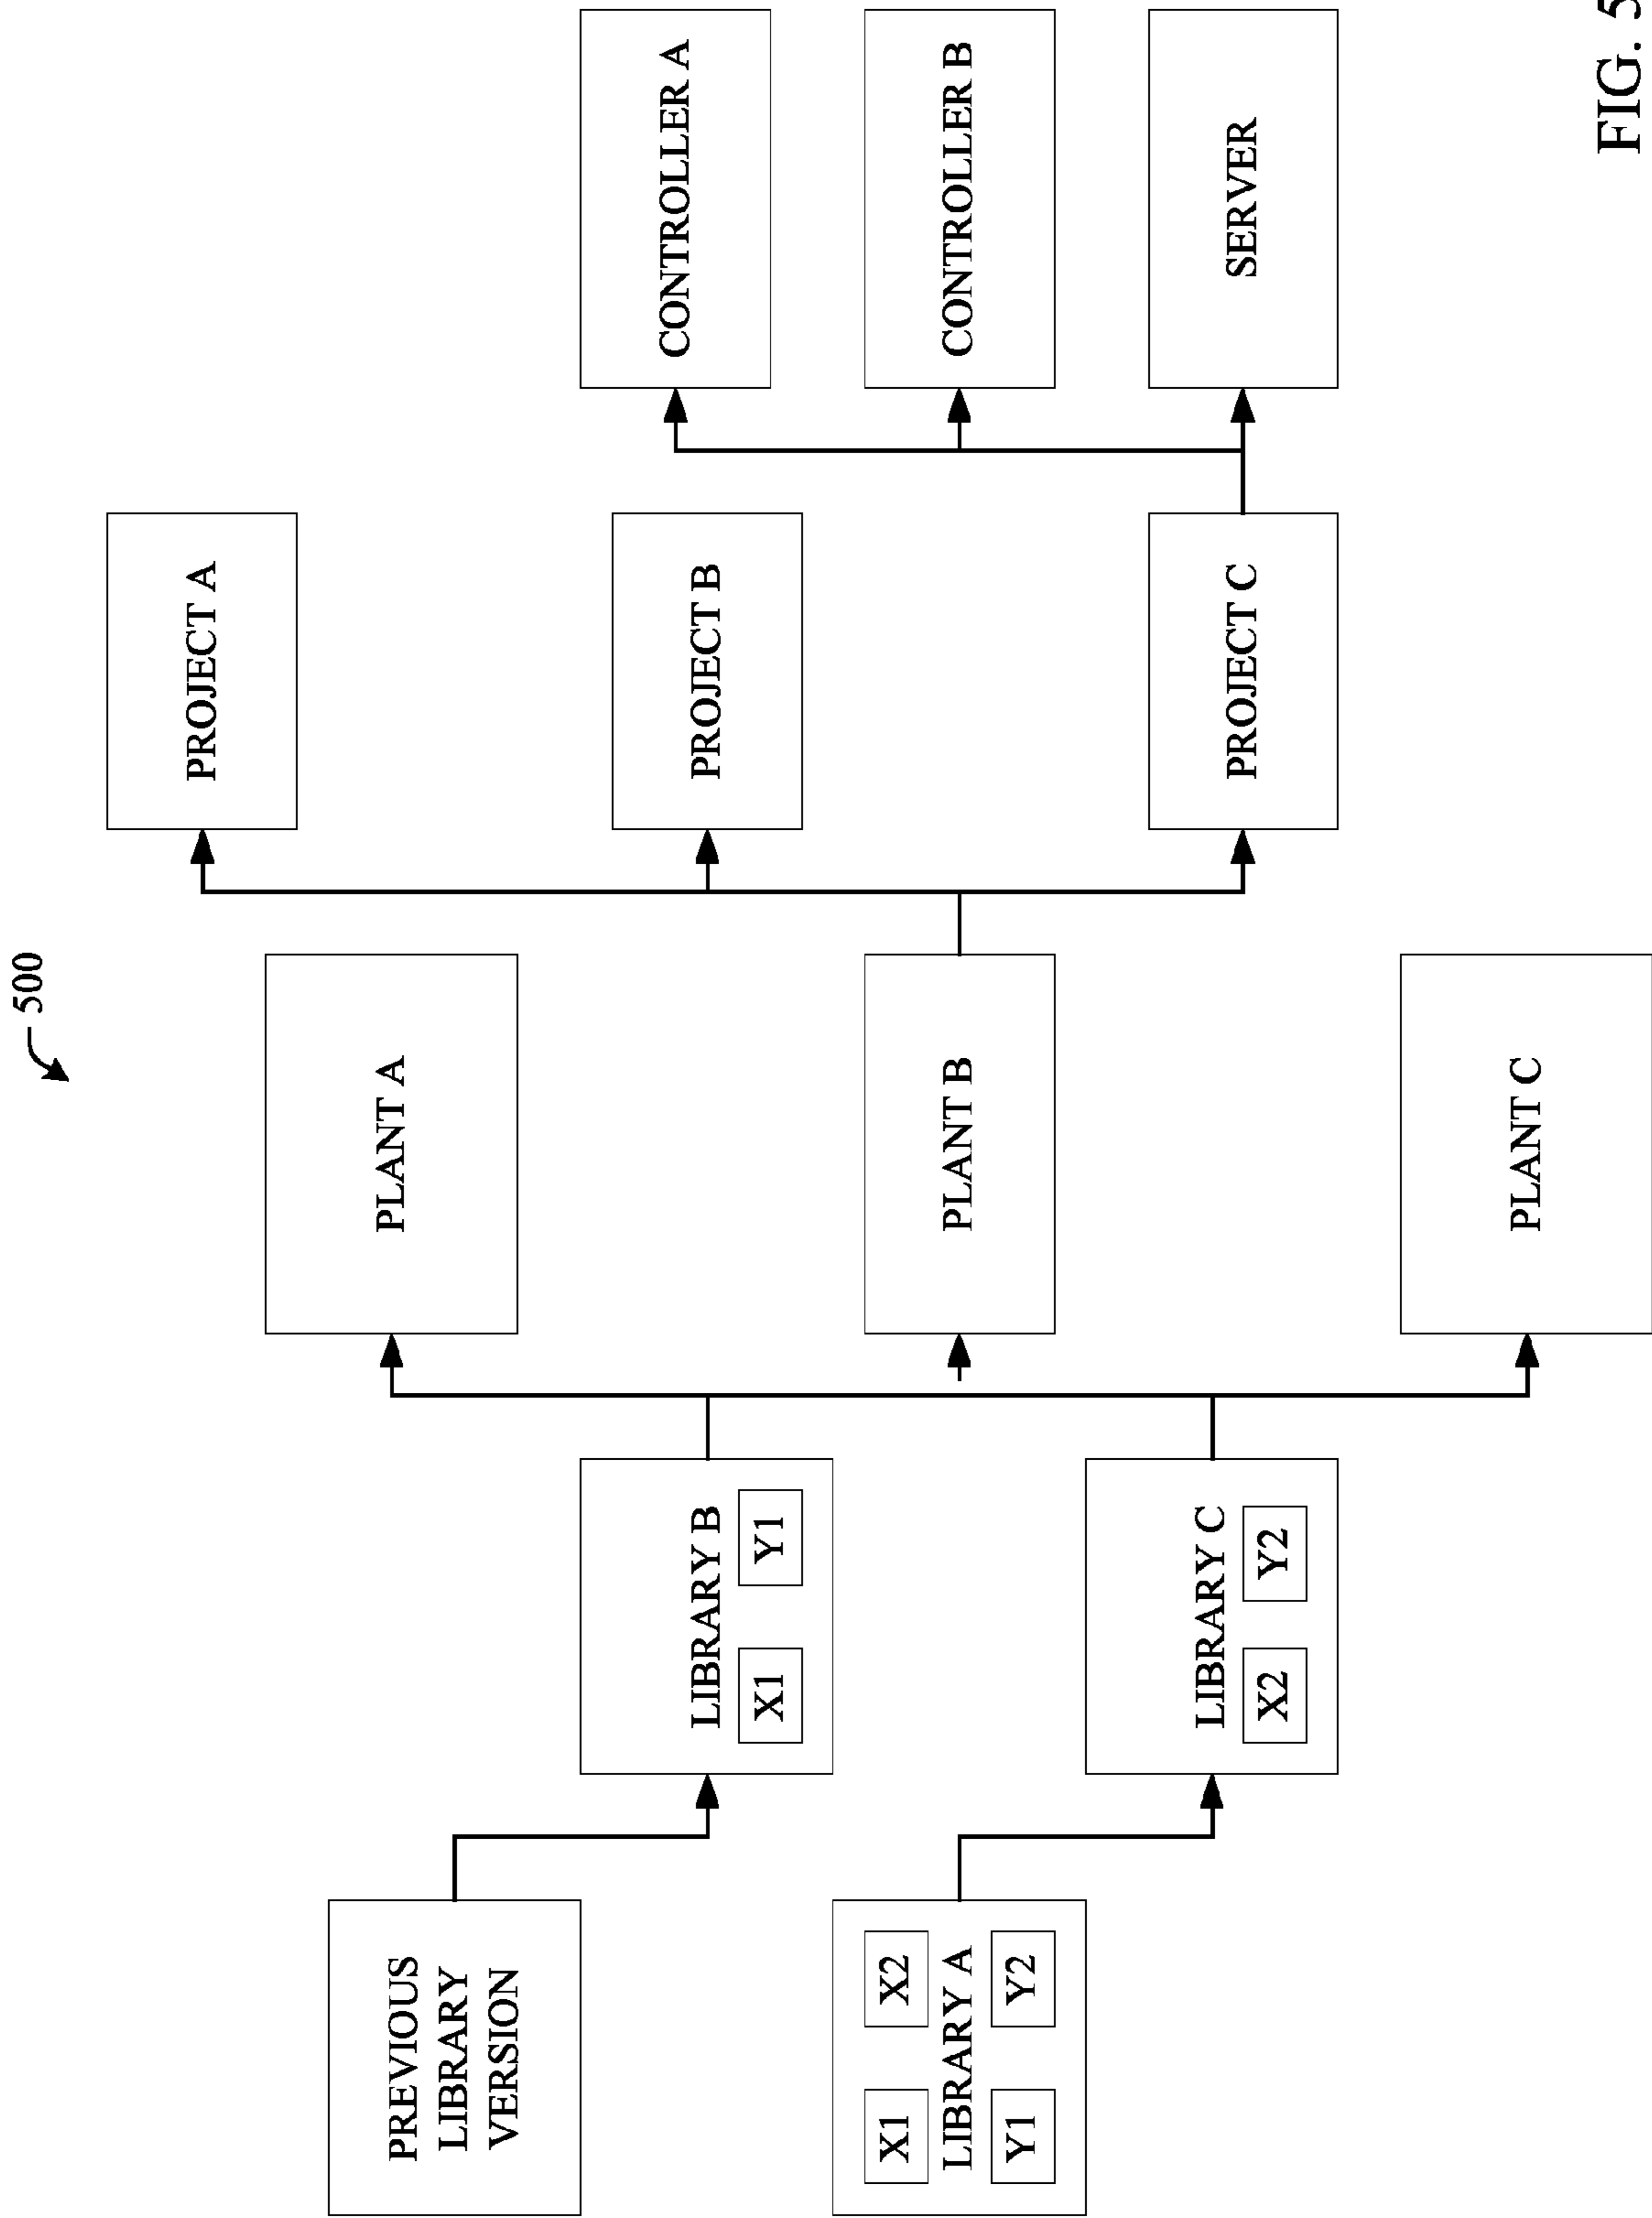 500
PREVIOUS
LIBRARY
VERSION
X1 X2
LIBRARY A
Y1 Y2
LIBRARY B
X1 Y1
LIBRARY C
X2 Y2
PLANT A
PLANT B
PLANT C
PROJECT A
PROJECT B
PROJECT C
CONTROLLER A
CONTROLLER B
SERVER
FIG. 5